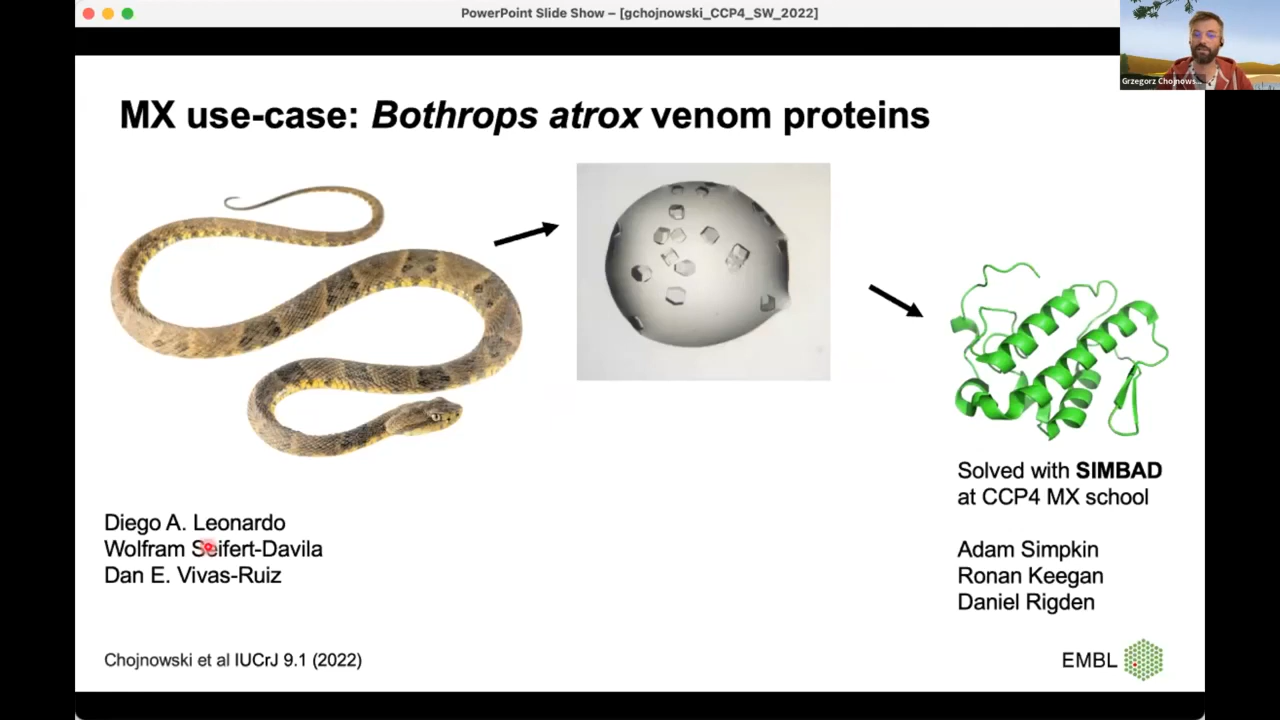 PowerPoint Slide Show – [gchojnowski_CCP4_SW_2022]
Grzegorz Chojnows...
MX use-case: Bothrops atrox venom proteins
Solved with SIMBAD
at CCP4 MX school
Diego A. Leonardo
Wolfram Seifert-Davila
Dan E. Vivas-Ruiz
Adam Simpkin
Ronan Keegan
Daniel Rigden
Chojnowski et al IUCrJ 9.1 (2022)
EMBL